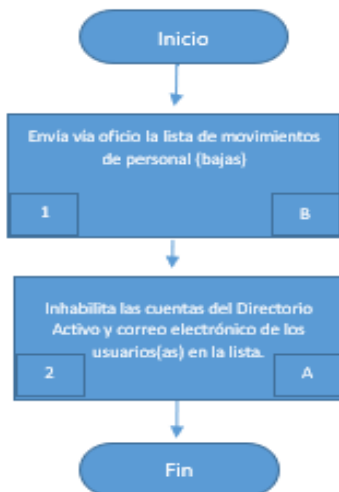 Inicio
Envía vía oficio la lista de movimientos
de personal (bajas)
1
B
Inhabilita las cuentas del Directorio
Activo y correo electrónico de los
usuarios(as) en la lista.
2
A
Fin